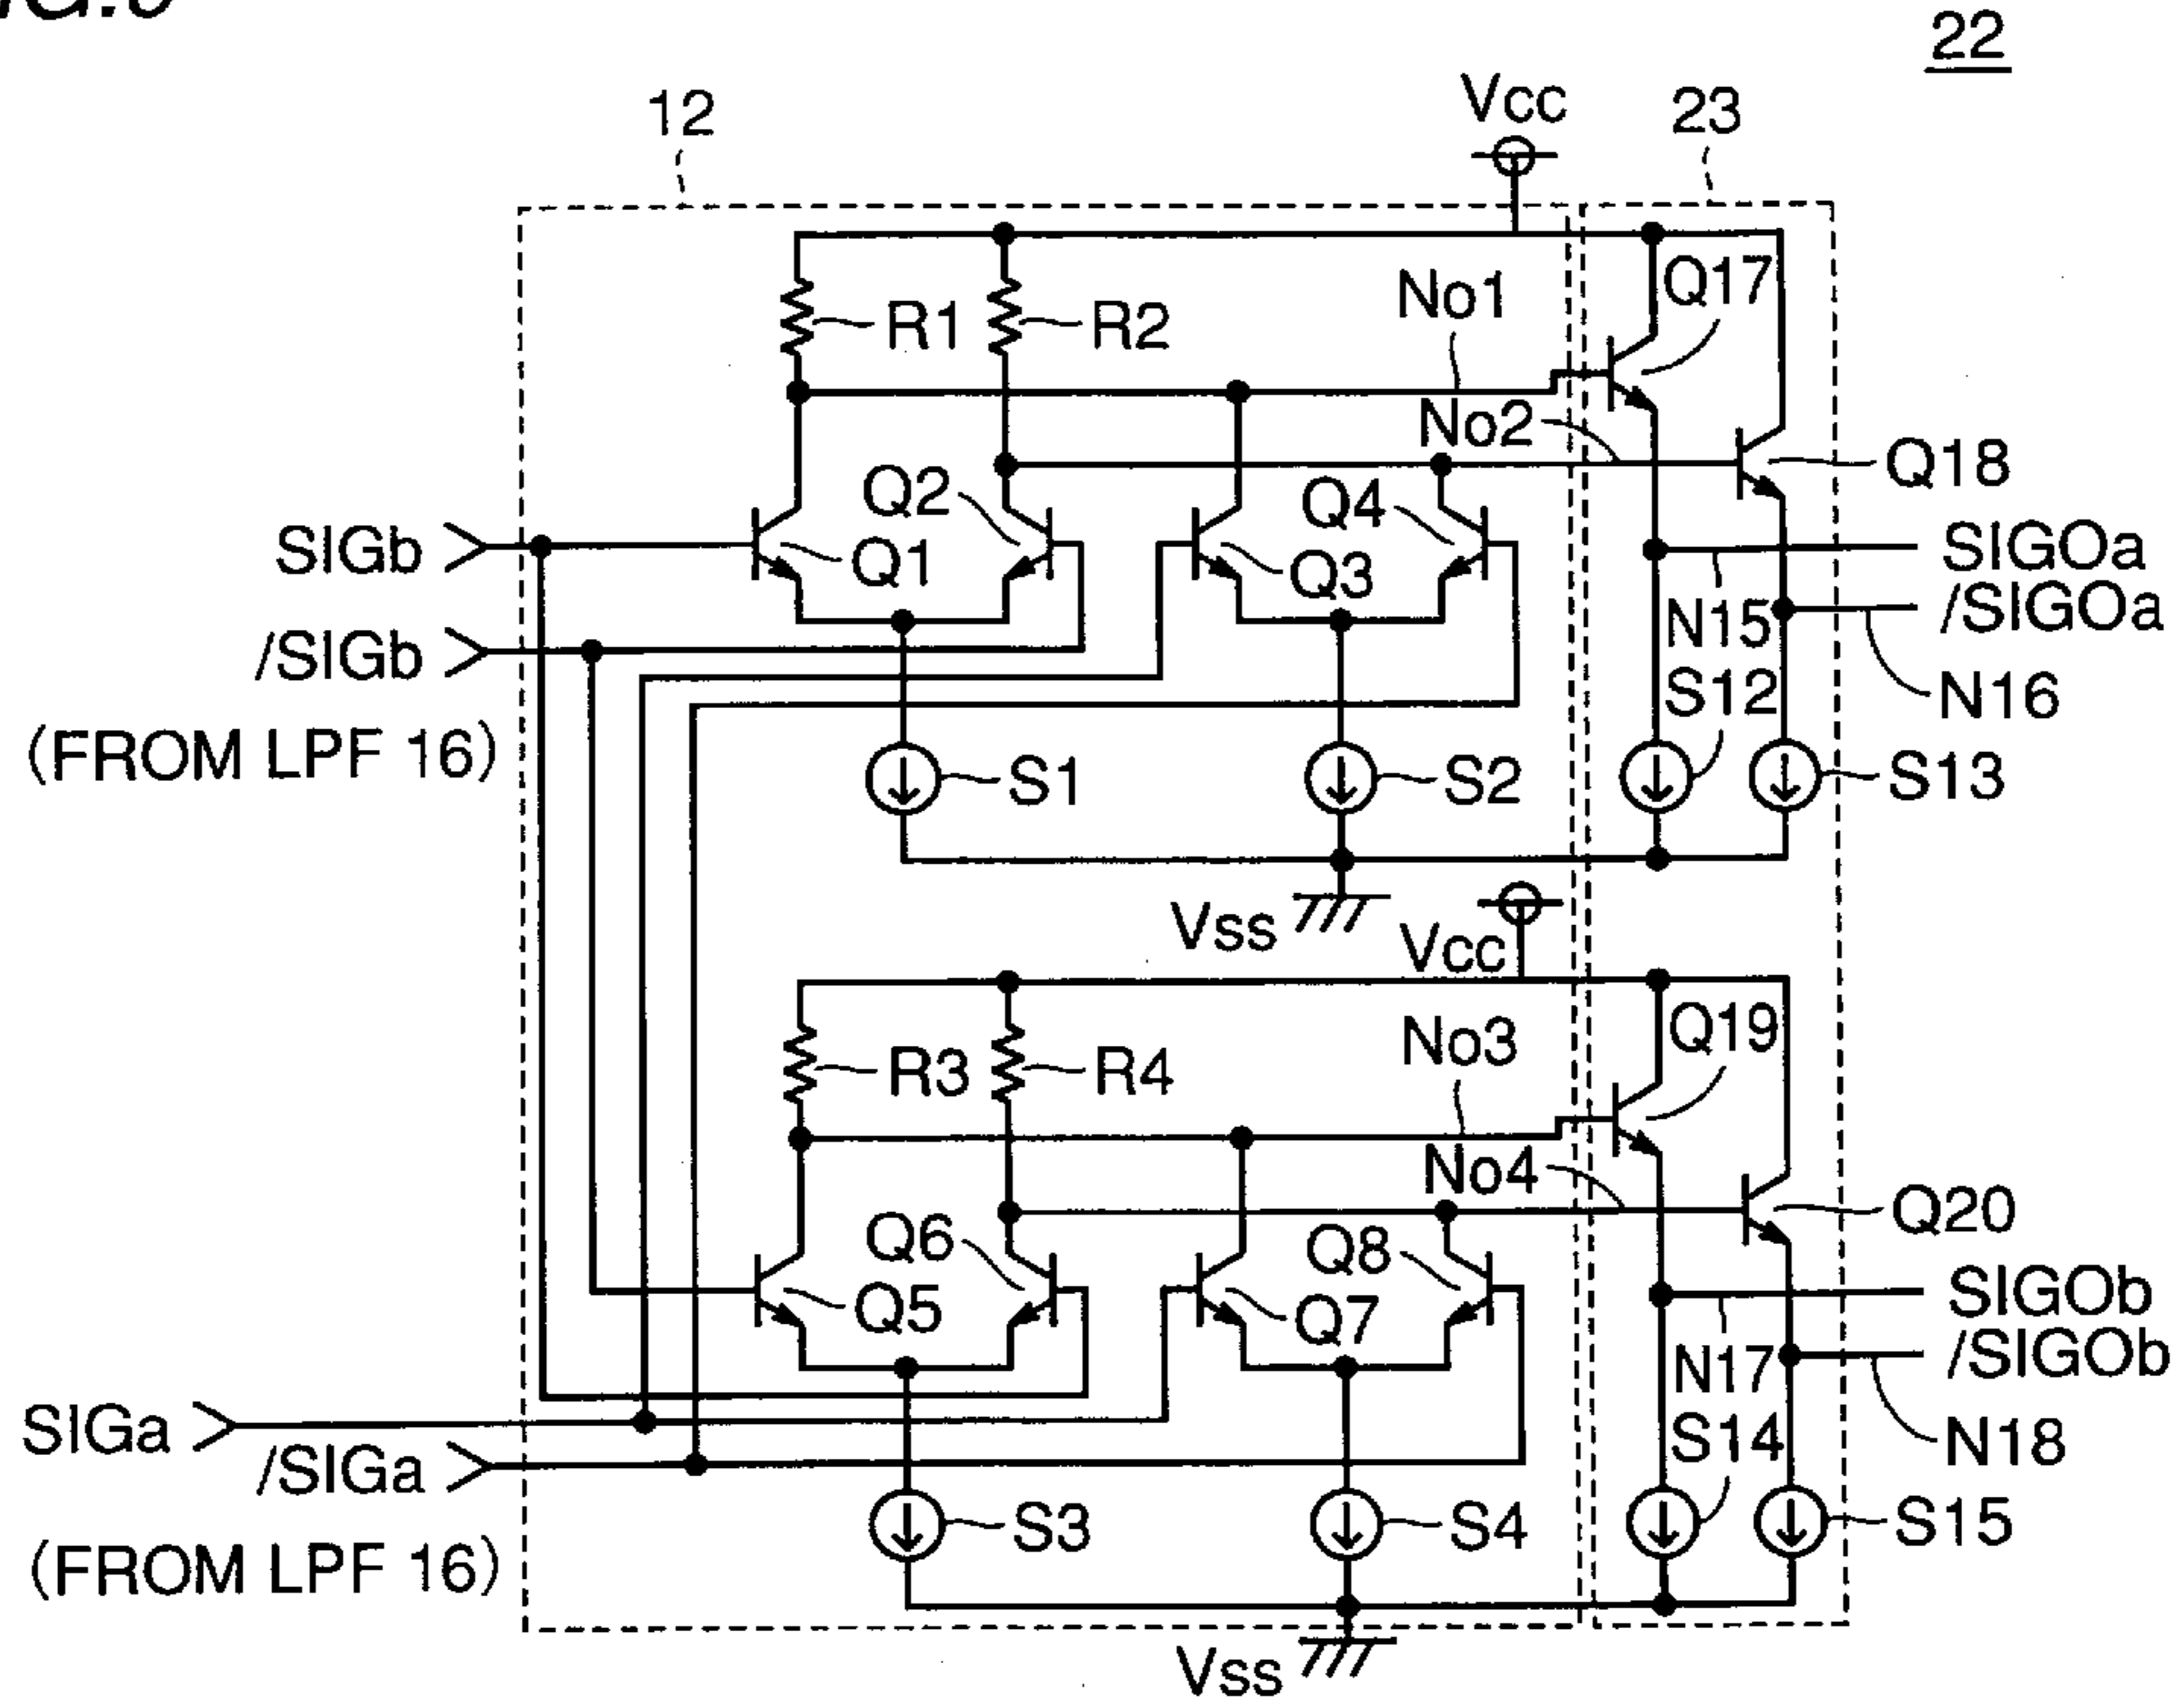 22
12
Vcc
23
R1
R2
No1
Q17
No2
Q18
Q2
Q4
SIGb
Q1
Q3
SIGOa
/SIGOa
/SIGb
N15
N16
S12
(FROM LPF 16)
S1
S2
S13
Vss
Vcc
Q19
R3
R4
No3
No4
Q20
Q6
Q8
Q5
Q7
SIGOb
/SIGOb
N17
N18
SIGa
/SIGa
S14
S3
S4
S15
(FROM LPF 16)
Vss